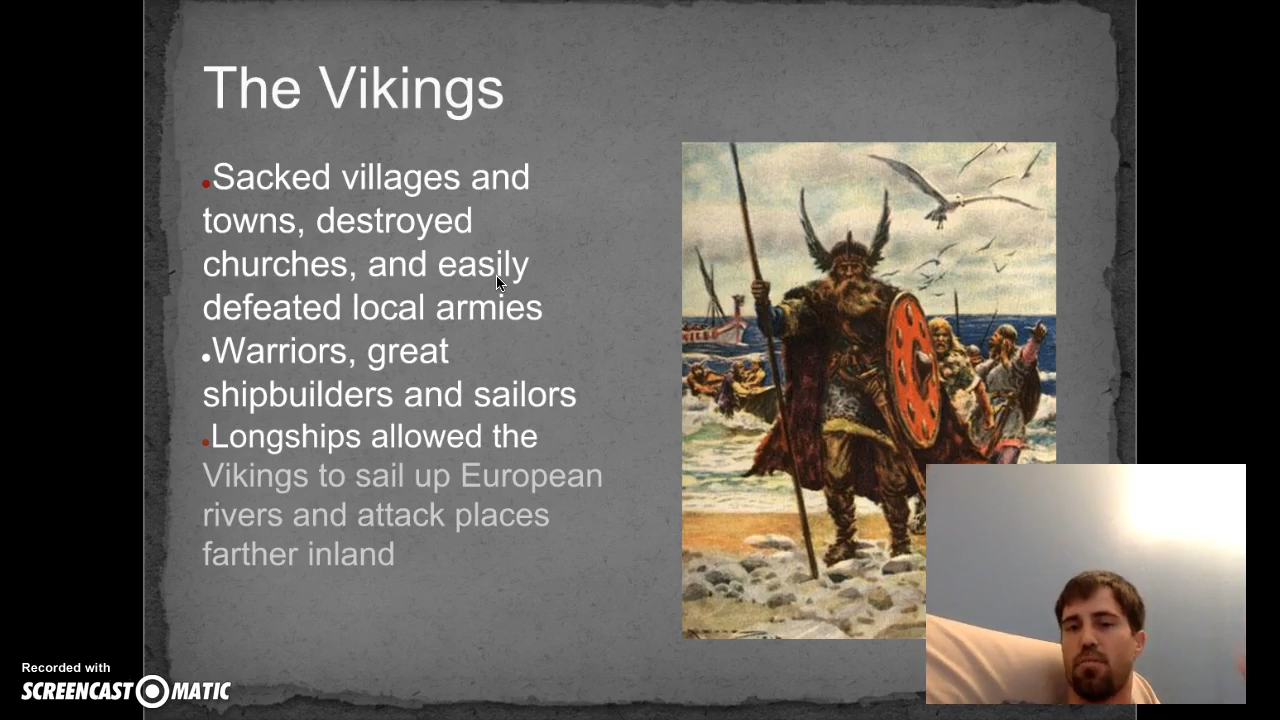 The Vikings
•Sacked villages and
towns, destroyed
churches, and easily
defeated local armies
•Warriors, great
shipbuilders and sailors
•Longships allowed the
Vikings to sail up European
rivers and attack places
farther inland
Recorded with
SCREENCAST MATIC